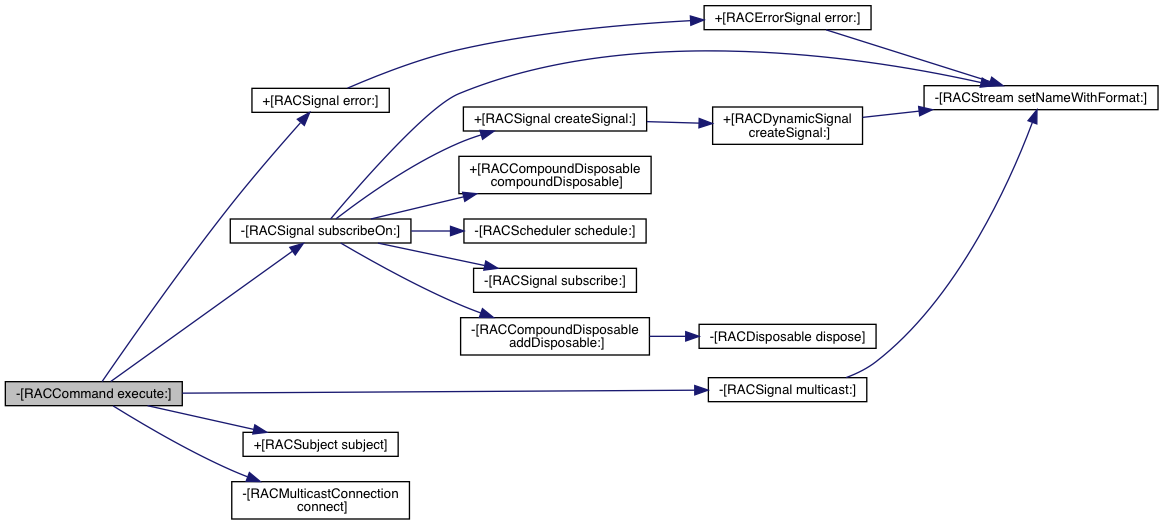 +[RACErrorSignal error:]
+[RACSignal error:]
-[RACStream setNameWithFormat:]
+[RACSignal createSignal:]
+[RACDynamicSignal
createSignal:]
+[RACCompoundDisposable
compoundDisposable]
-[RACSignal subscribeOn:]
-[RACScheduler schedule:]
-[RACSignal subscribe:]
-[RACCompoundDisposable
addDisposable:]
-[RACDisposable dispose]
-[RACCommand execute:]
-[RACSignal multicast:]
+[RACSubject subject]
-[RACMulticastConnection
connect]